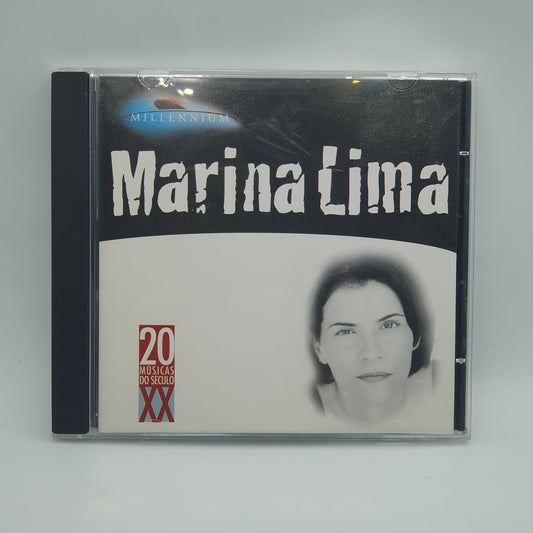 MILLENNIUM
Marina Lima
20
MÚSICAS
DO SÉCULO
XX